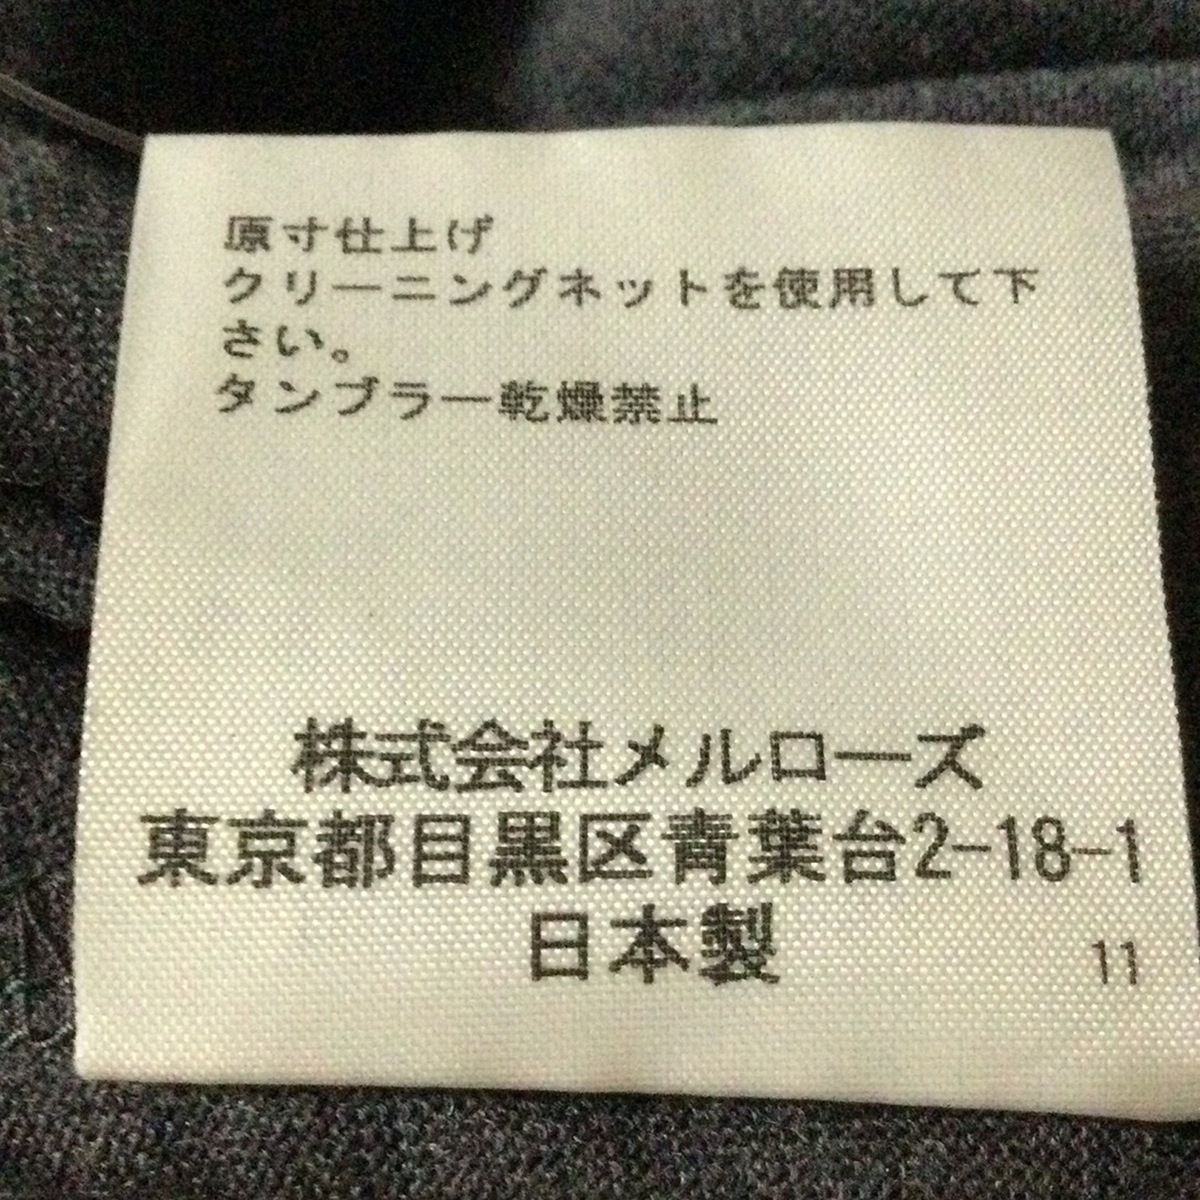 原寸仕上げ
クリーニングネットを使用して下
さい。
タンブラー乾燥禁止
株式会社メルローズ
東京都目黒区青葉台2-18-1
日本製
11